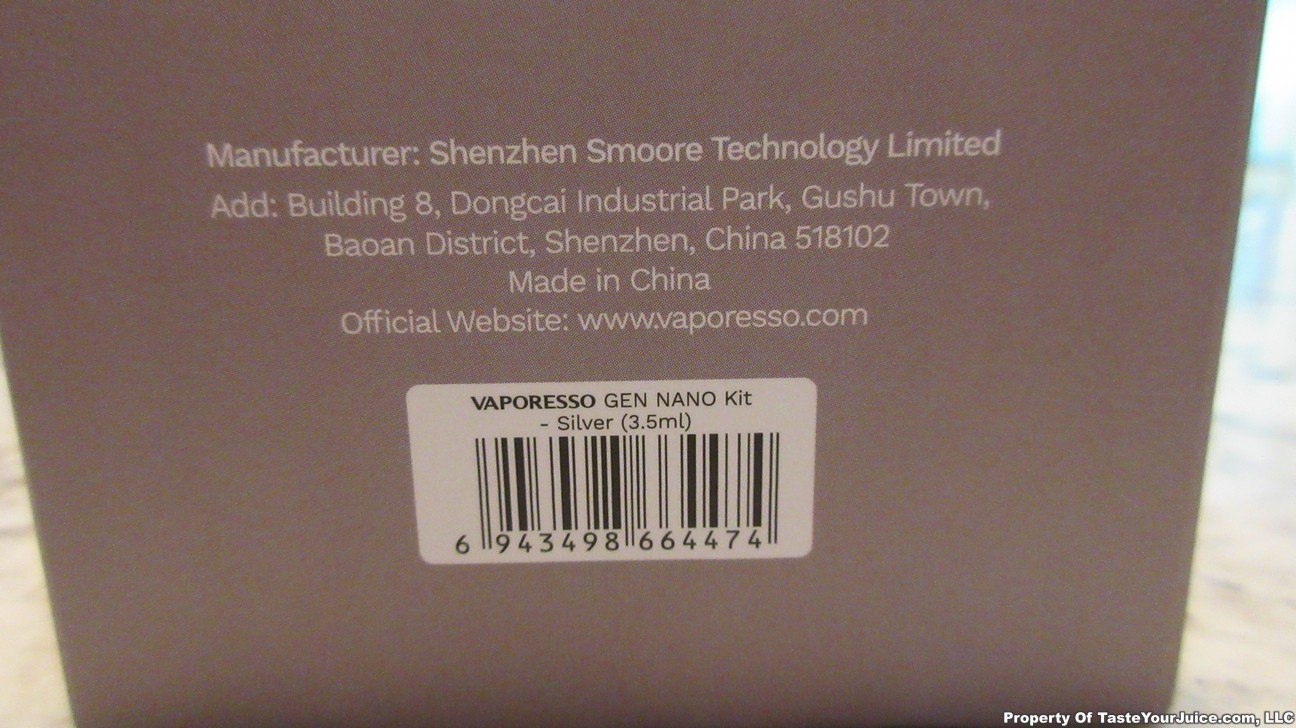 Manufacturer: Shenzhen Smoore Technology Limited
Add: Building 8, Dongcai Industrial Park, Gushu Town,
Baoan District, Shenzhen, China 518102
Made in China
Official Website: www.vaporesso.com
VAPORESSO GEN NANO Kit
- Silver (3.5ml)
6 943498 664474
Property Of TasteYourJuice.com, LLC